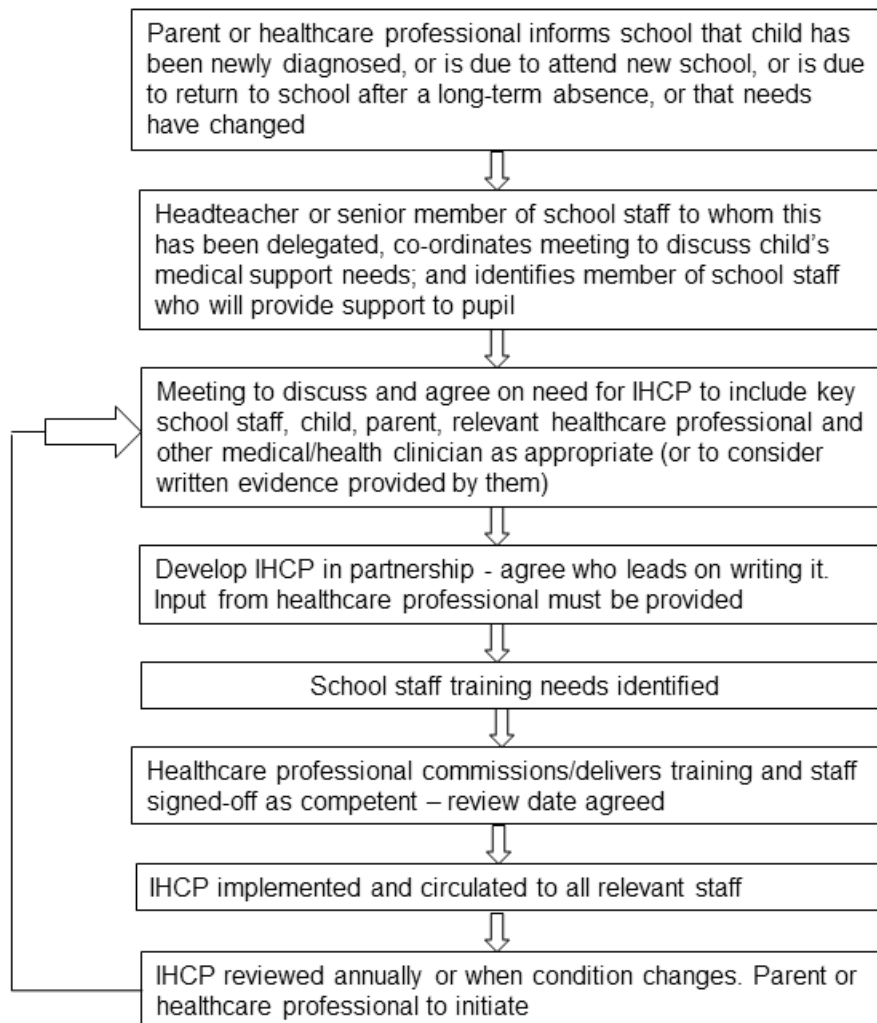 Parent or healthcare professional informs school that child has
been newly diagnosed, or is due to attend new school, or is due
to return to school after a long-term absence, or that needs
have changed
Headteacher or senior member of school staff to whom this
has been delegated, co-ordinates meeting to discuss child's
medical support needs; and identifies member of school staff
who will provide support to pupil
Meeting to discuss and agree on need for IHCP to include key
school staff, child, parent, relevant healthcare professional and
other medical/health clinician as appropriate (or to consider
written evidence provided by them)
Develop IHCP in partnership - agree who leads on writing it.
Input from healthcare professional must be provided
School staff training needs identified
Healthcare professional commissions/delivers training and staff
signed-off as competent – review date agreed
IHCP implemented and circulated to all relevant staff
IHCP reviewed annually or when condition changes. Parent or
healthcare professional to initiate